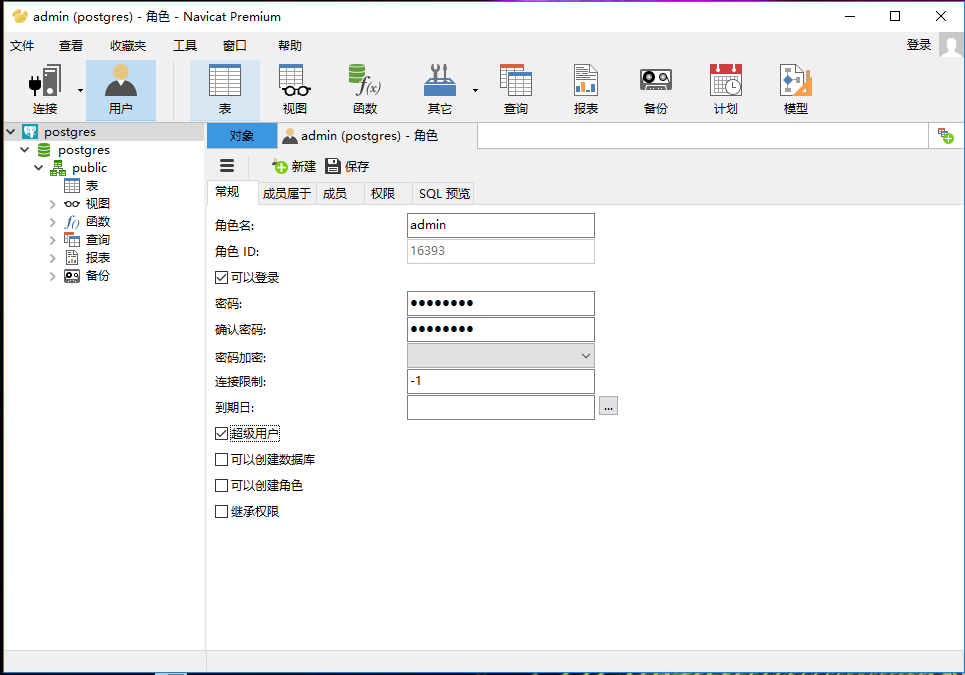 admin (postgres) - 角色 - Navicat Premium
文件 查看 收藏夹 工具 窗口 帮助 登录
连接 用户 表 视图 函数 其它 查询 报表 备份 计划 模型
postgres
postgres
public
表
视图
函数
查询
报表
备份
对象 admin (postgres) - 角色
新建 保存
常规 成员属于 成员 权限 SQL 预览
角色名: admin
角色 ID: 16393
可以登录
密码: ●●●●●●●●
确认密码: ●●●●●●●●
密码加密:
连接限制: -1
到期日: ...
超级用户
可以创建数据库
可以创建角色
继承权限